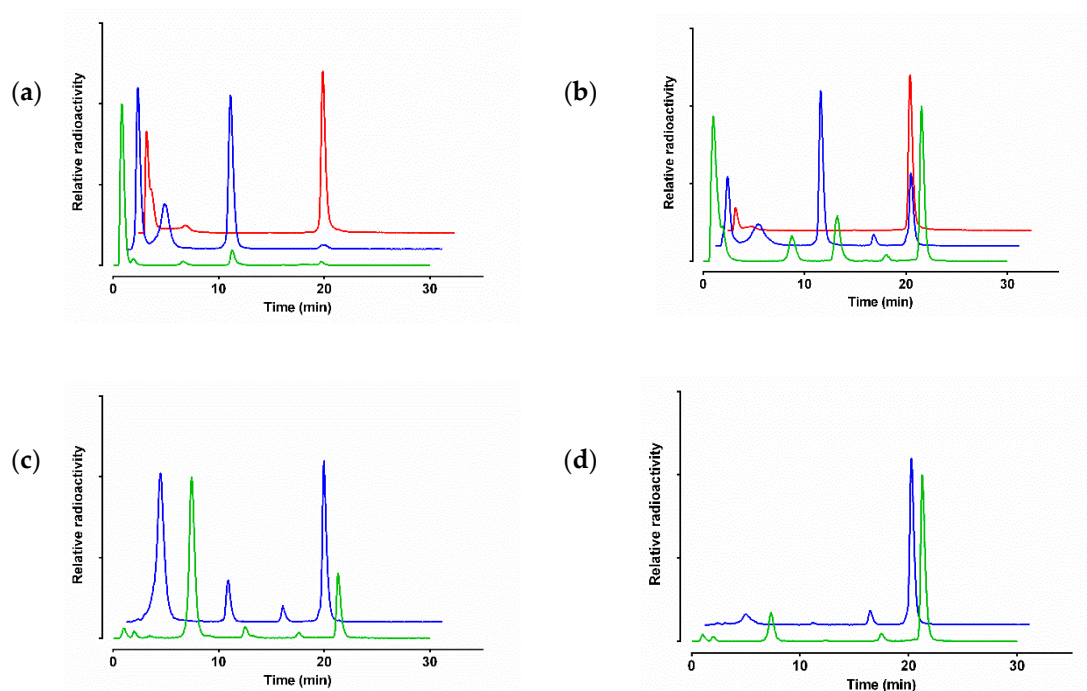 (a)
Relative radioactivity
0 10 20 30
Time (min)
(b)
Relative radioactivity
0 10 20 30
Time (min)
(c)
Relative radioactivity
0 10 20 30
Time (min)
(d)
Relative radioactivity
10 20 30
Time (min)